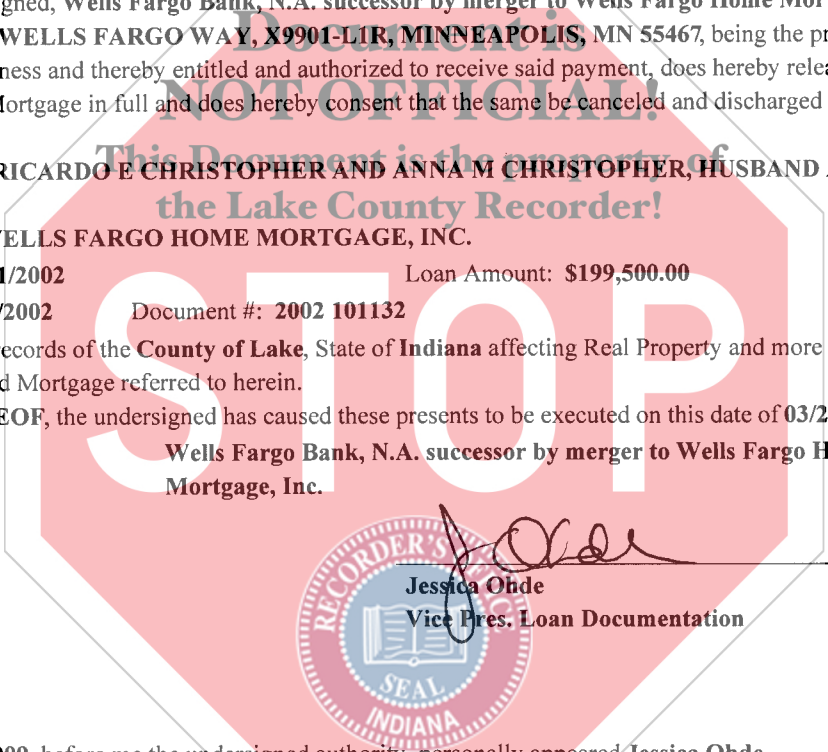 gned, Wells Fargo Bank, N.A. successor by merger to Wells Fargo Home Mor
Document is
WELLS FARGO WAY, X9901-L1R, MINNEAPOLIS, MN 55467, being the pr
ness and thereby entitled and authorized to receive said payment, does hereby relea
NOT OFFICIAL!
Mortgage in full and does hereby consent that the same be canceled and discharged
This Document is the property of
RICARDO E CHRISTOPHER AND ANNA M CHRISTOPHER, HUSBAND A
the Lake County Recorder!
WELLS FARGO HOME MORTGAGE, INC.
1/2002 Loan Amount: $199,500.00
/2002 Document #: 2002 101132
STOP
ecords of the County of Lake, State of Indiana affecting Real Property and more
d Mortgage referred to herein.
EOF, the undersigned has caused these presents to be executed on this date of 03/2
Wells Fargo Bank, N.A. successor by merger to Wells Fargo H
Mortgage, Inc.
J Ohde
Jessica Ohde
Vice Pres. Loan Documentation
RECORDER'S OFFICE
SEAL
INDIANA
009, before me the undersigned authority, personally appeared Jessica Ohde